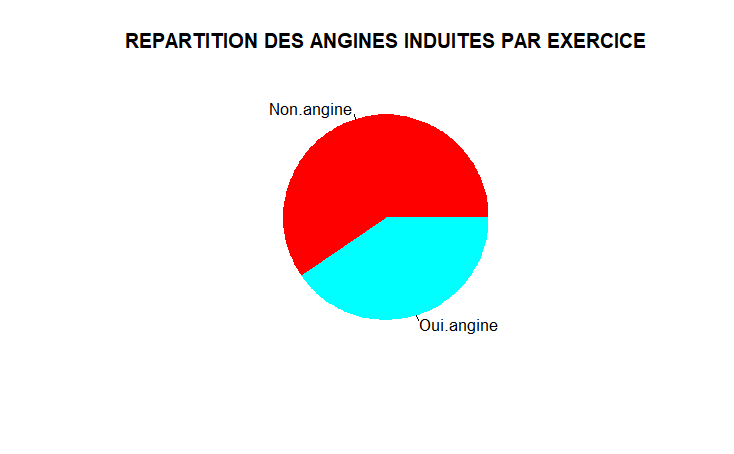 REPARTITION DES ANGINES INDUITES PAR EXERCICE
Non.angine
Oui.angine